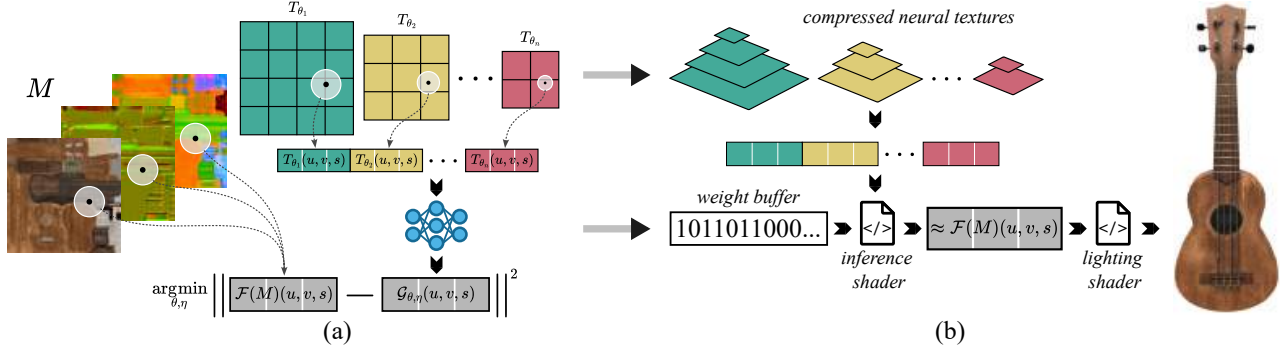 M
T_{θ_1}
T_{θ_2}
T_{θ_n}
. . .
T_{θ_1}(u, v, s) T_{θ_2}(u, v, s) . . . T_{θ_n}(u, v, s)
argmin_{θ,η} || F(M)(u, v, s) — G_{θ,η}(u, v, s) ||^2
(a)
compressed neural textures
. . .
. . .
weight buffer
1011011000...
</>
inference
shader
≈ F(M)(u, v, s)
</>
lighting
shader
(b)